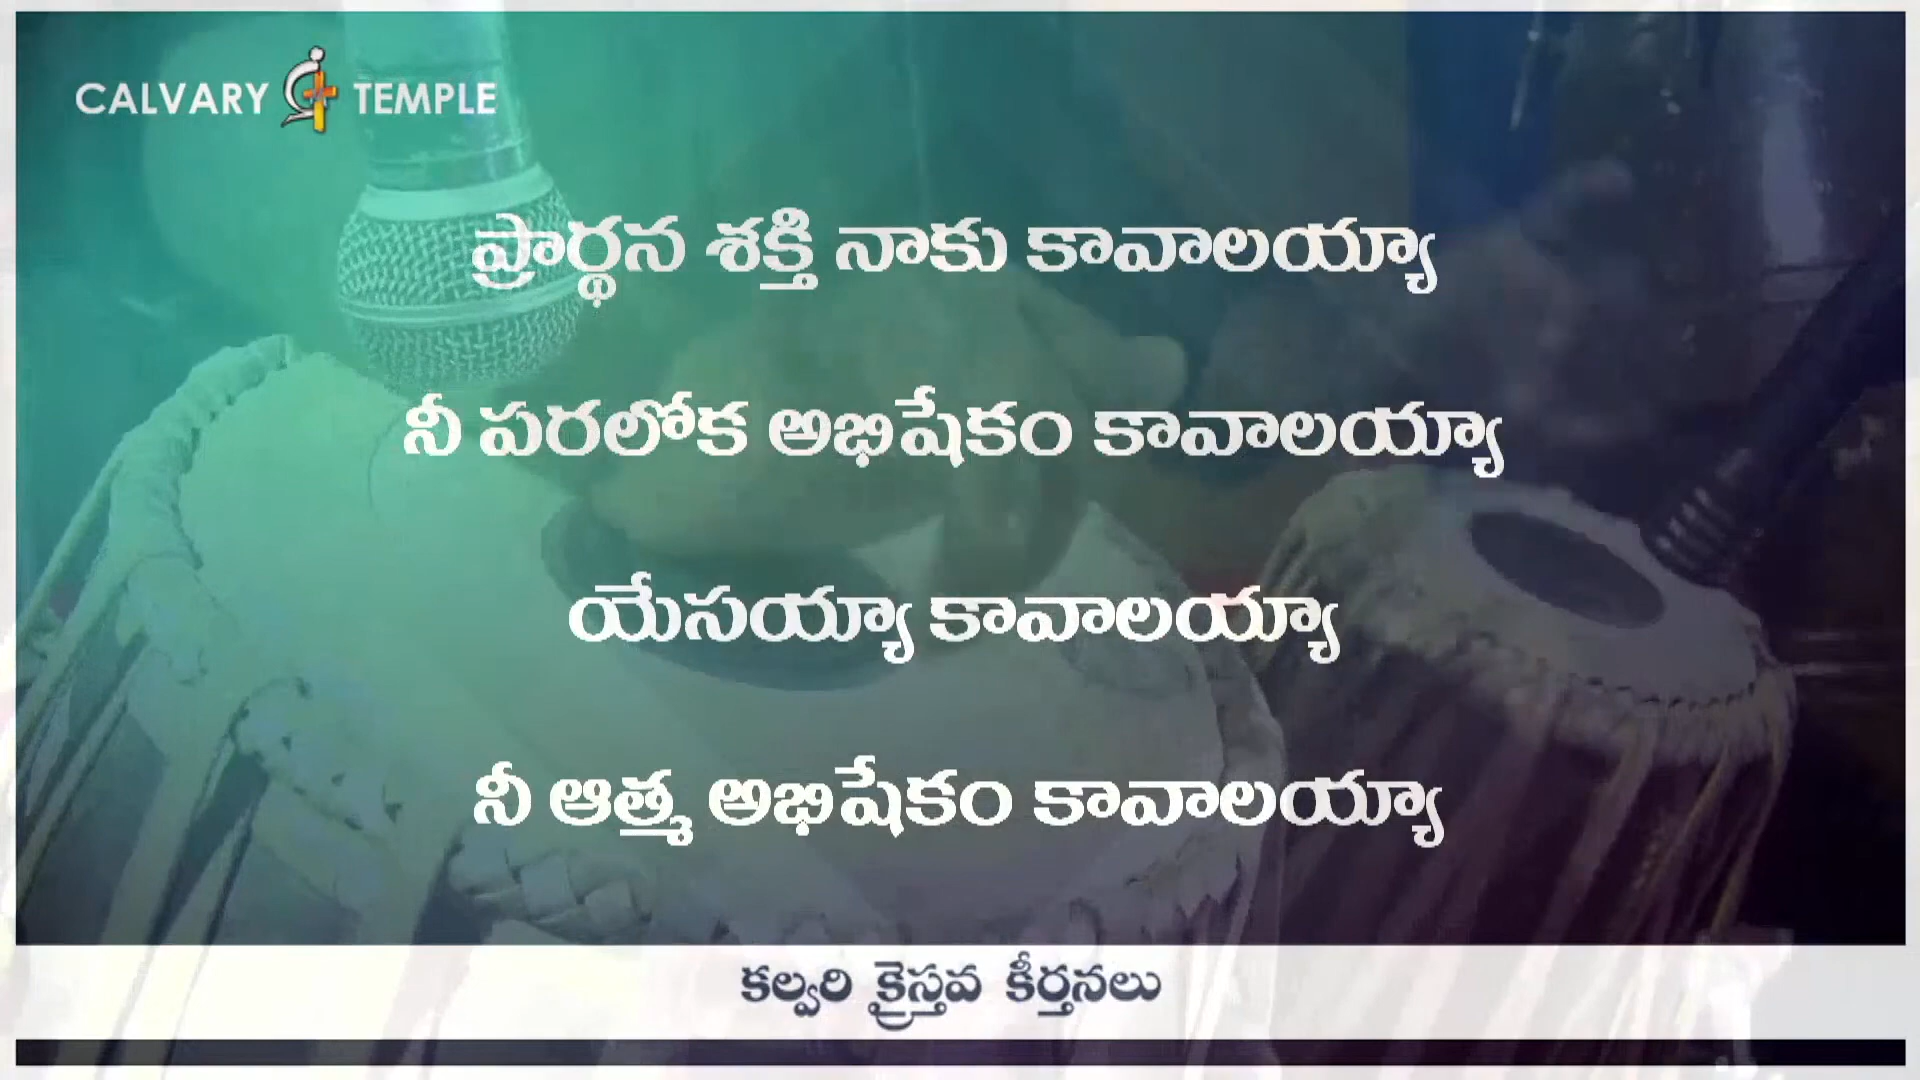 CALVARY TEMPLE
ప్రార్థన శక్తి నాకు కావాలయ్యా
నీ పరలోక అభిషేకం కావాలయ్యా
యేసయ్యా కావాలయ్యా
నీ ఆత్మ అభిషేకం కావాలయ్యా
కల్వరి క్రైస్తవ కీర్తనలు